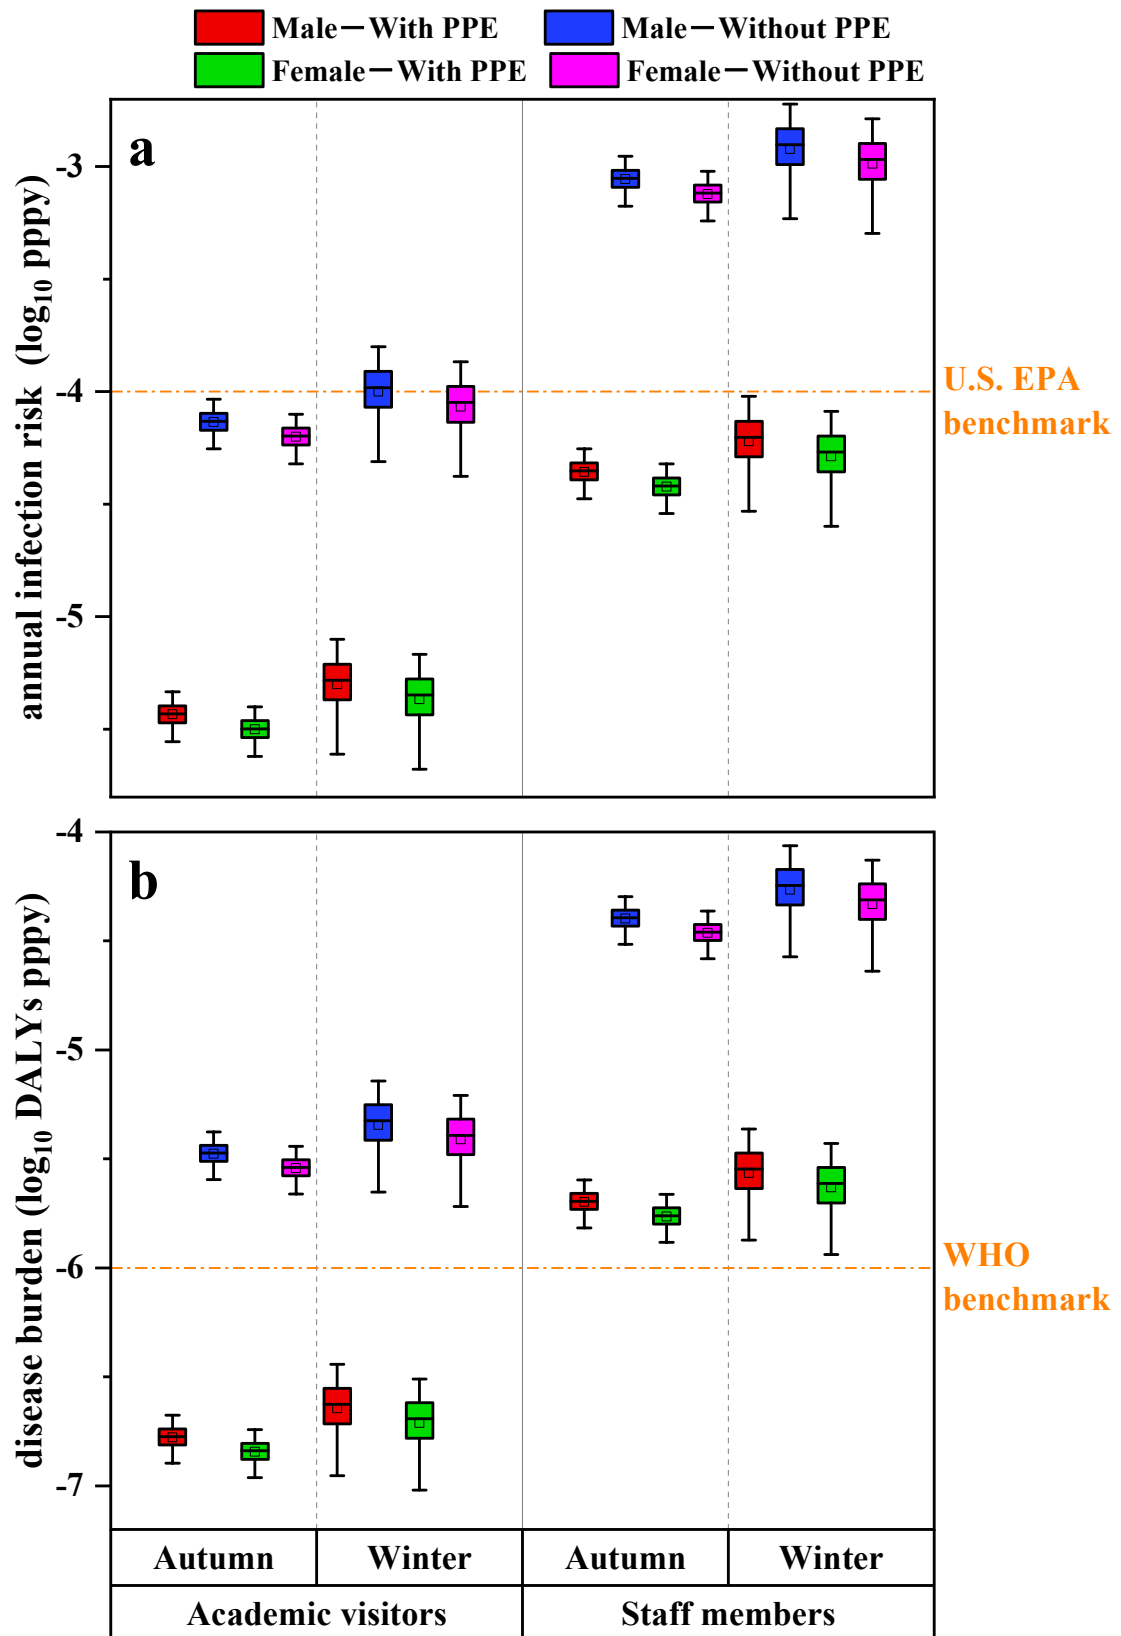 Male—With PPE Male—Without PPE
Female—With PPE Female—Without PPE
a
annual infection risk (log10 pppy)
-3
-4
-5
U.S. EPA
benchmark
b
disease burden (log10 DALYs pppy)
-4
-5
-6
-7
WHO
benchmark
Autumn Winter Autumn Winter
Academic visitors Staff members